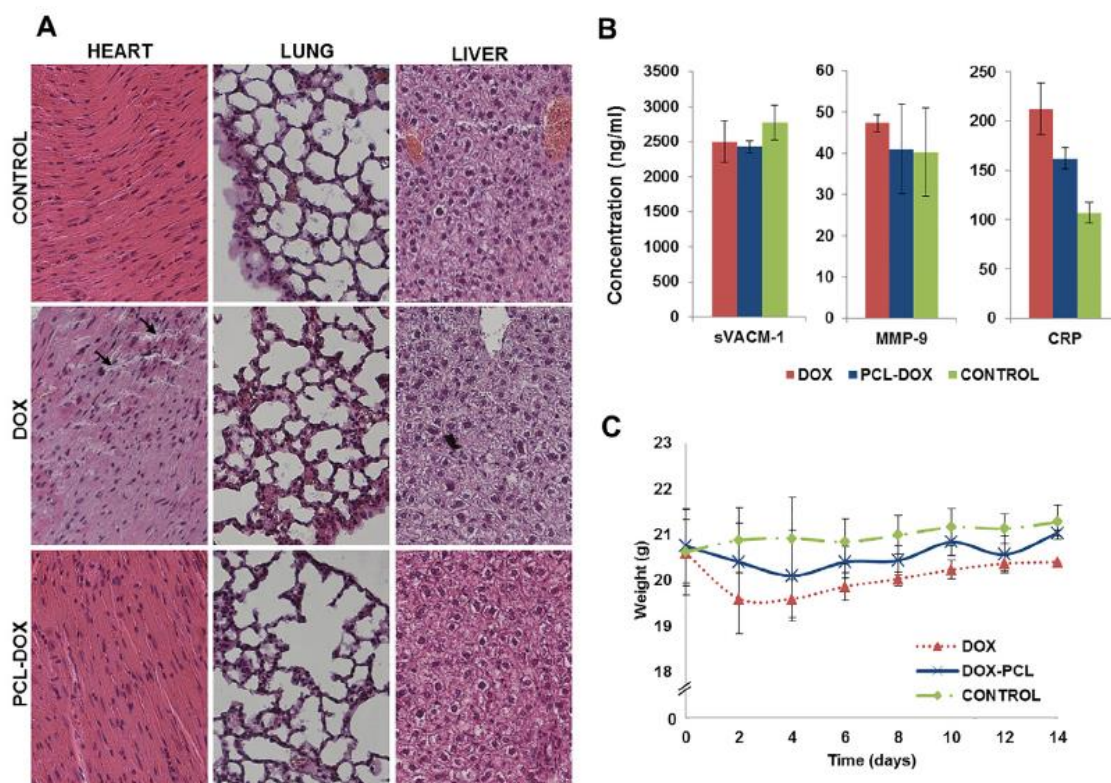 A
HEART LUNG LIVER
CONTROL
DOX
PCL-DOX
B
Concentration (ng/ml)
3500
3000
2500
2000
1500
1000
500
0
sVACM-1
60
50
40
30
20
10
0
MMP-9
250
200
150
100
50
0
CRP
DOX PCL-DOX CONTROL
C
Weight (g)
23
22
21
20
19
18
0
DOX
DOX-PCL
CONTROL
0 2 4 6 8 10 12 14
Time (days)